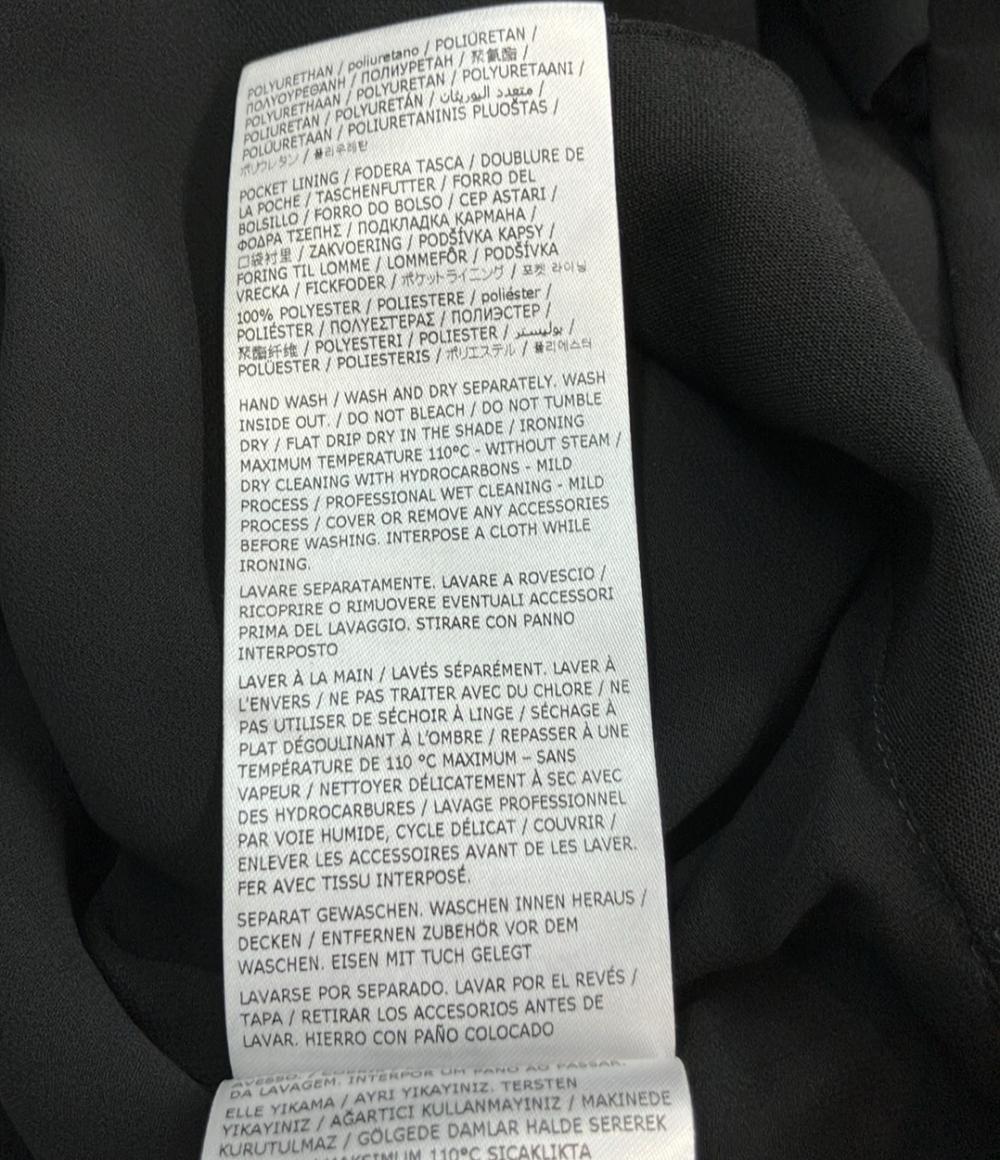 POLYURETHAN / poliuretano / POLIURETAN /
ΠΟΛΥΟΥΡΕΘΑΝΗ / ПОЛИУРЕТАН / 聚氨酯 /
POLYURETHAAN / POLYURETAN / POLYURETAANI /
POLIURETAN / POLYURETÁN / متعدد اليوريثان /
POLÜURETAAN / POLIURETANINIS PLUOŠTAS /
ポリウレタン / 폴리우레탄
POCKET LINING / FODERA TASCA / DOUBLURE DE
LA POCHE / TASCHENFUTTER / FORRO DEL
BOLSILLO / FORRO DO BOLSO / CEP ASTARI /
ΦΟΔΡΑ ΤΣΕΠΗΣ / ПОДКЛАДКА КАРМАНА /
口袋衬里 / ZAKVOERING / PODŠÍVKA KAPSY /
FORING TIL LOMME / LOMMEFÔR / PODŠÍVKA
VRECKA / FICKFODER / ポケットライニング / 포켓 라이닝
100% POLYESTER / POLIESTERE / poliéster /
POLIÉSTER / ΠΟΛΥΕΣΤΕΡΑΣ / ПОЛИЭСТЕР /
聚酯纤维 / POLYESTERI / POLIESTER / بوليستر /
POLÜESTER / POLIESTERIS / ポリエステル / 폴리에스터
HAND WASH / WASH AND DRY SEPARATELY. WASH
INSIDE OUT. / DO NOT BLEACH / DO NOT TUMBLE
DRY / FLAT DRIP DRY IN THE SHADE / IRONING
MAXIMUM TEMPERATURE 110°C - WITHOUT STEAM /
DRY CLEANING WITH HYDROCARBONS - MILD
PROCESS / PROFESSIONAL WET CLEANING - MILD
PROCESS / COVER OR REMOVE ANY ACCESSORIES
BEFORE WASHING. INTERPOSE A CLOTH WHILE
IRONING.
LAVARE SEPARATAMENTE. LAVARE A ROVESCIO /
RICOPRIRE O RIMUOVERE EVENTUALI ACCESSORI
PRIMA DEL LAVAGGIO. STIRARE CON PANNO
INTERPOSTO
LAVER À LA MAIN / LAVÉS SÉPARÉMENT. LAVER À
L'ENVERS / NE PAS TRAITER AVEC DU CHLORE / NE
PAS UTILISER DE SÉCHOIR À LINGE / SÉCHAGE À
PLAT DÉGOULINANT À L'OMBRE / REPASSER À UNE
TEMPÉRATURE DE 110 °C MAXIMUM – SANS
VAPEUR / NETTOYER DÉLICATEMENT À SEC AVEC
DES HYDROCARBURES / LAVAGE PROFESSIONNEL
PAR VOIE HUMIDE, CYCLE DÉLICAT / COUVRIR /
ENLEVER LES ACCESSOIRES AVANT DE LES LAVER.
FER AVEC TISSU INTERPOSÉ.
SEPARAT GEWASCHEN. WASCHEN INNEN HERAUS /
DECKEN / ENTFERNEN ZUBEHÖR VOR DEM
WASCHEN. EISEN MIT TUCH GELEGT
LAVARSE POR SEPARADO. LAVAR POR EL REVÉS /
TAPA / RETIRAR LOS ACCESORIOS ANTES DE
LAVAR. HIERRO CON PAÑO COLOCADO
DA LAVAGEM. INTERPOR UM PANO AO PASSAR.
ELLE YIKAMA / AYRI YIKAYINIZ. TERSTEN
YIKAYINIZ / AĞARTICI KULLANMAYINIZ / MAKINEDE
KURUTULMAZ / GÖLGEDE DAMLAR HALDE SEREREK
110°C SICAKLIKTA